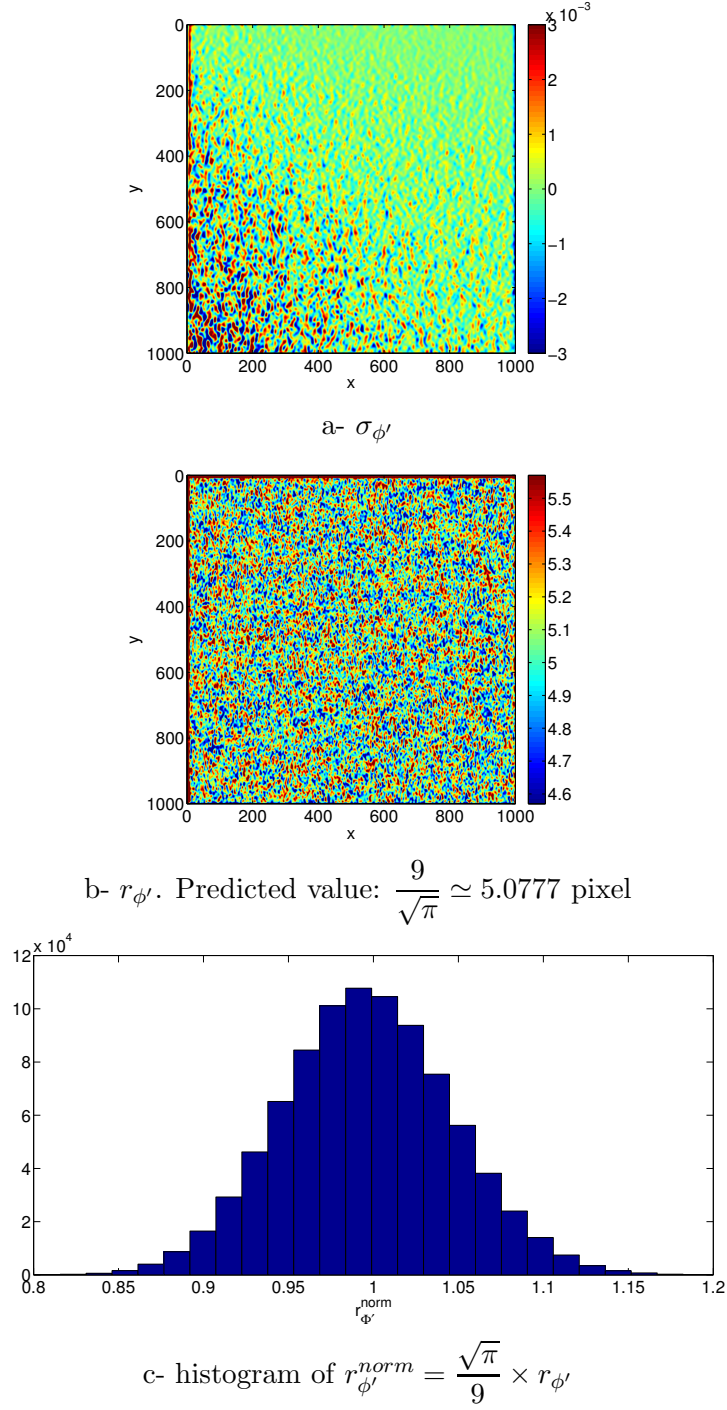 x 10⁻³
0
200
400
600
800
1000
y
0 200 400 600 800 1000
x
3
2
1
0
−1
−2
−3
a- σ_ϕ′
0
200
400
600
800
1000
y
0 200 400 600 800 1000
x
5.5
5.4
5.3
5.2
5.1
5
4.9
4.8
4.7
4.6
b- r_ϕ′. Predicted value: 9/√π ≃ 5.0777 pixel
x 10⁴
12
10
8
6
4
2
0
0.8 0.85 0.9 0.95 1 1.05 1.1 1.15 1.2
r_Φ′^norm
c- histogram of r_ϕ′^norm = √π/9 × r_ϕ′